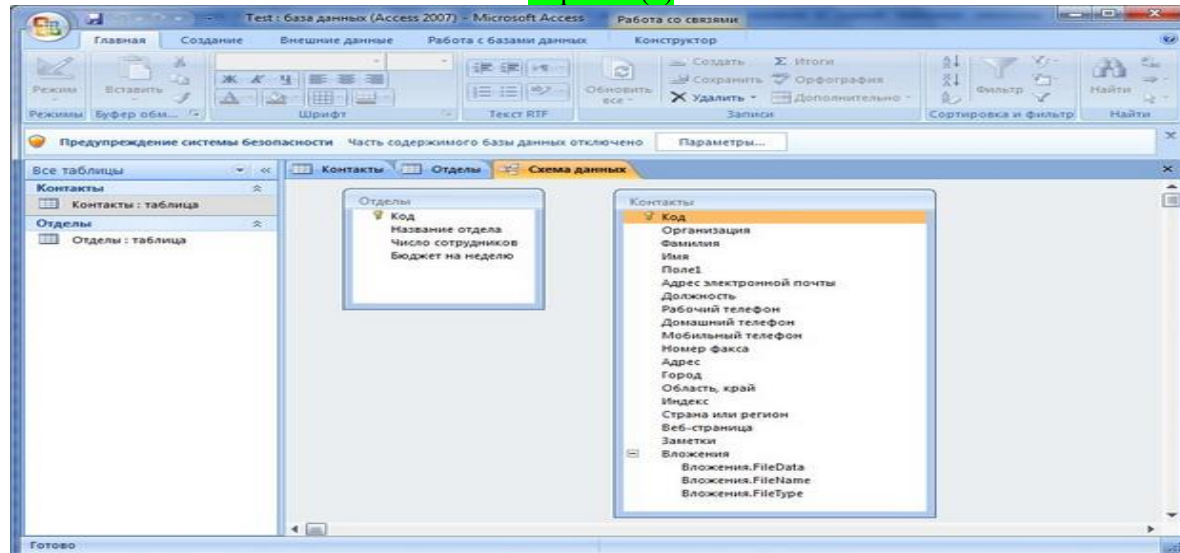 Test : база данных (Access 2007) - Microsoft Access
Работа со связями
Главная
Создание
Внешние данные
Работа с базами данных
Конструктор
Режим
Вставить
Ж К Ч
Обновить все
Создать
Сохранить
Удалить
Итоги
Орфография
Дополнительно
Фильтр
Найти
Режимы
Буфер обм...
Шрифт
Текст RTF
Записи
Сортировка и фильтр
Найти
Предупреждение системы безопасности Часть содержимого базы данных отключено
Параметры...
Все таблицы
Контакты
Контакты : таблица
Отделы
Отделы : таблица
Контакты
Отделы
Схема данных
Отделы
Код
Название отдела
Число сотрудников
Бюджет на неделю
Контакты
Код
Организация
Фамилия
Имя
Поле1
Адрес электронной почты
Должность
Рабочий телефон
Домашний телефон
Мобильный телефон
Номер факса
Адрес
Город
Область, край
Индекс
Страна или регион
Веб-страница
Заметки
Вложения
Вложения.FileData
Вложения.FileName
Вложения.FileType
Готово